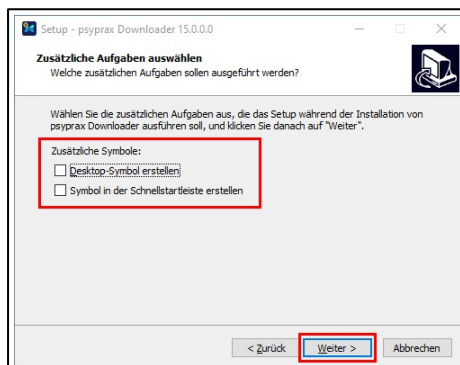 Setup - psyprax Downloader 15.0.0.0
Zusätzliche Aufgaben auswählen
Welche zusätzlichen Aufgaben sollen ausgeführt werden?
Wählen Sie die zusätzlichen Aufgaben aus, die das Setup während der Installation von
psyprax Downloader ausführen soll, und klicken Sie danach auf "Weiter".
Zusätzliche Symbole:
Desktop-Symbol erstellen
Symbol in der Schnellstartleiste erstellen
< Zurück Weiter > Abbrechen